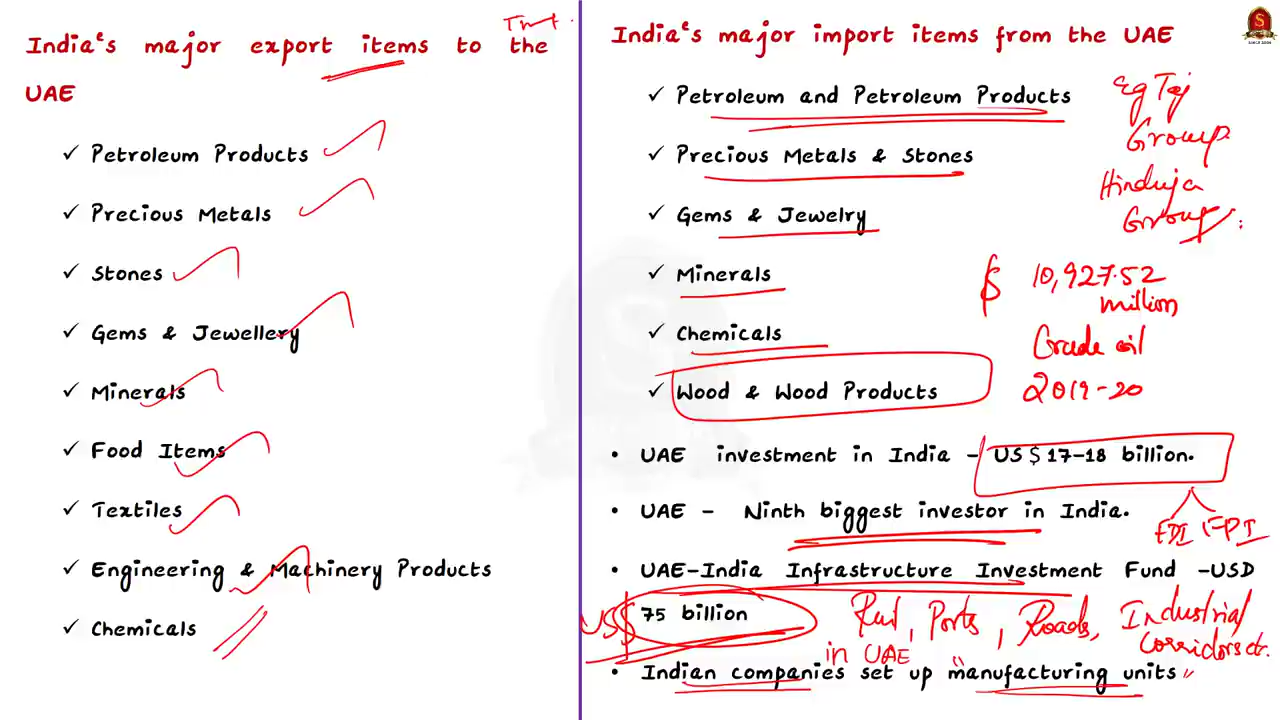 India's major export items to the
UAE
✓ Petroleum Products
✓ Precious Metals
✓ Stones
✓ Gems & Jewellery
✓ Minerals
✓ Food Items
✓ Textiles
✓ Engineering & Machinery Products
✓ Chemicals
India's major import items from the UAE
✓ Petroleum and Petroleum Products
✓ Precious Metals & Stones
✓ Gems & Jewelry
✓ Minerals
✓ Chemicals
✓ Wood & Wood Products
eg Taj
Group
Hinduja
Group
$ 10,927.52
million
Crude oil
2019-20
• UAE investment in India - US $ 17-18 billion.
• UAE - Ninth biggest investor in India.
FDI FPI
• UAE-India Infrastructure Investment Fund -USD
US$ 75 billion
Rail, Ports, Roads, Industrial
Corridors etc.
in UAE
• Indian companies set up "manufacturing units"